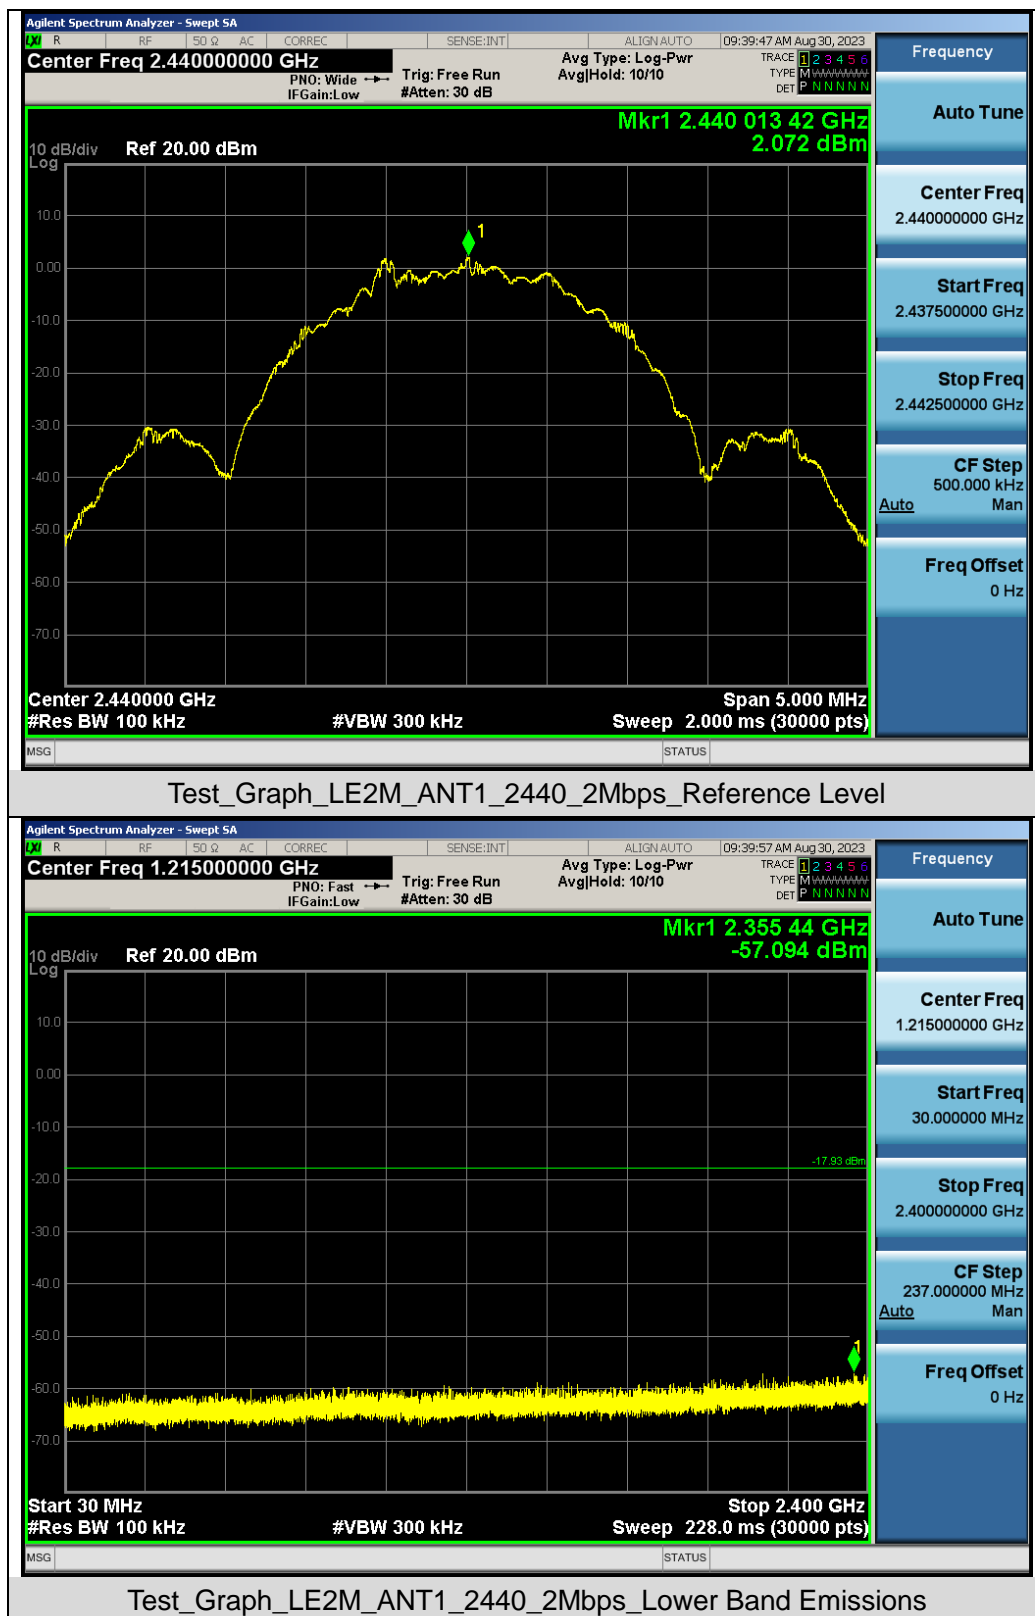 Agilent Spectrum Analyzer - Swept SA
LXI R RF 50 Ω AC CORREC SENSE:INT ALIGN AUTO 09:39:47 AM Aug 30, 2023
Center Freq 2.440000000 GHz
PNO: Wide
IFGain:Low
Trig: Free Run
#Atten: 30 dB
Avg Type: Log-Pwr
Avg|Hold: 10/10
TRACE 1 2 3 4 5 6
TYPE M
DET P N N N N N
Frequency
Mkr1 2.440 013 42 GHz
2.072 dBm
10 dB/div Ref 20.00 dBm
Log
10.0
0.00
-10.0
-20.0
-30.0
-40.0
-50.0
-60.0
-70.0
1
Center 2.440000 GHz Span 5.000 MHz
#Res BW 100 kHz #VBW 300 kHz Sweep 2.000 ms (30000 pts)
MSG STATUS
Auto Tune
Center Freq
2.440000000 GHz
Start Freq
2.437500000 GHz
Stop Freq
2.442500000 GHz
CF Step
500.000 kHz
Auto Man
Freq Offset
0 Hz
Test_Graph_LE2M_ANT1_2440_2Mbps_Reference Level
Agilent Spectrum Analyzer - Swept SA
LXI R RF 50 Ω AC CORREC SENSE:INT ALIGN AUTO 09:39:57 AM Aug 30, 2023
Center Freq 1.215000000 GHz
PNO: Fast
IFGain:Low
Trig: Free Run
#Atten: 30 dB
Avg Type: Log-Pwr
Avg|Hold: 10/10
TRACE 1 2 3 4 5 6
TYPE M
DET P N N N N N
Frequency
Mkr1 2.355 44 GHz
-57.094 dBm
10 dB/div Ref 20.00 dBm
Log
10.0
0.00
-10.0
-17.93 dBm
-20.0
-30.0
-40.0
-50.0
-60.0
-70.0
1
Start 30 MHz Stop 2.400 GHz
#Res BW 100 kHz #VBW 300 kHz Sweep 228.0 ms (30000 pts)
MSG STATUS
Auto Tune
Center Freq
1.215000000 GHz
Start Freq
30.000000 MHz
Stop Freq
2.400000000 GHz
CF Step
237.000000 MHz
Auto Man
Freq Offset
0 Hz
Test_Graph_LE2M_ANT1_2440_2Mbps_Lower Band Emissions